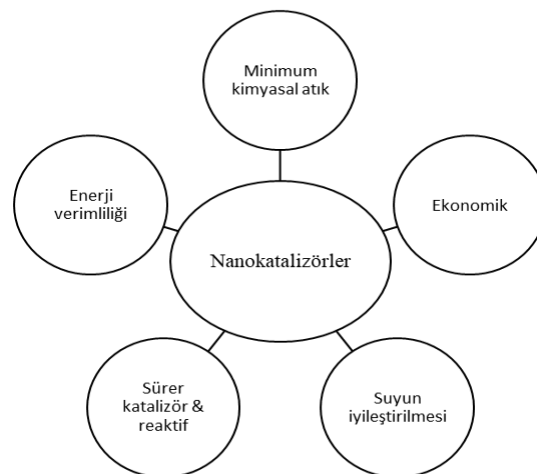 Minimum
kimyasal atık
Enerji
verimliliği
Ekonomik
Nanokatalizörler
Sürer
katalizör &
reaktif
Suyun
iyileştirilmesi